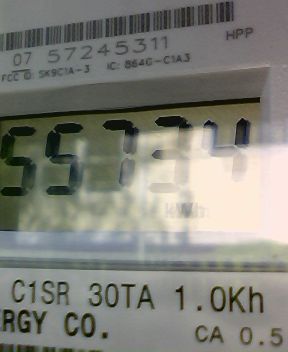 07 57245311
HPP
FCC ID: SK9C1A-3 IC: 864G-C1A3
55734
kWh
C1SR 30TA 1.0Kh
RGY CO.
CA 0.5